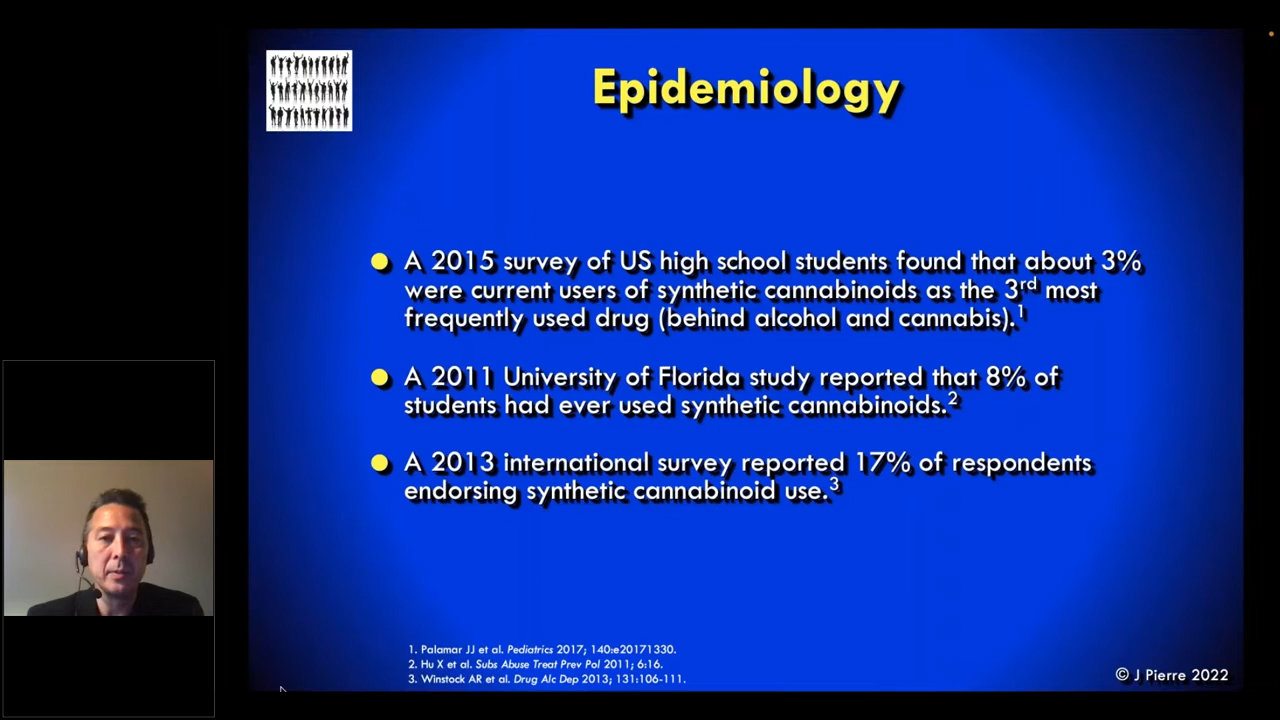 Epidemiology
A 2015 survey of US high school students found that about 3%
were current users of synthetic cannabinoids as the 3rd most
frequently used drug (behind alcohol and cannabis).1
A 2011 University of Florida study reported that 8% of
students had ever used synthetic cannabinoids.2
A 2013 international survey reported 17% of respondents
endorsing synthetic cannabinoid use.3
1. Palamar JJ et al. Pediatrics 2017; 140:e20171330.
2. Hu X et al. Subs Abuse Treat Prev Pol 2011; 6:16.
3. Winstock AR et al. Drug Alc Dep 2013; 131:106-111.
© J Pierre 2022